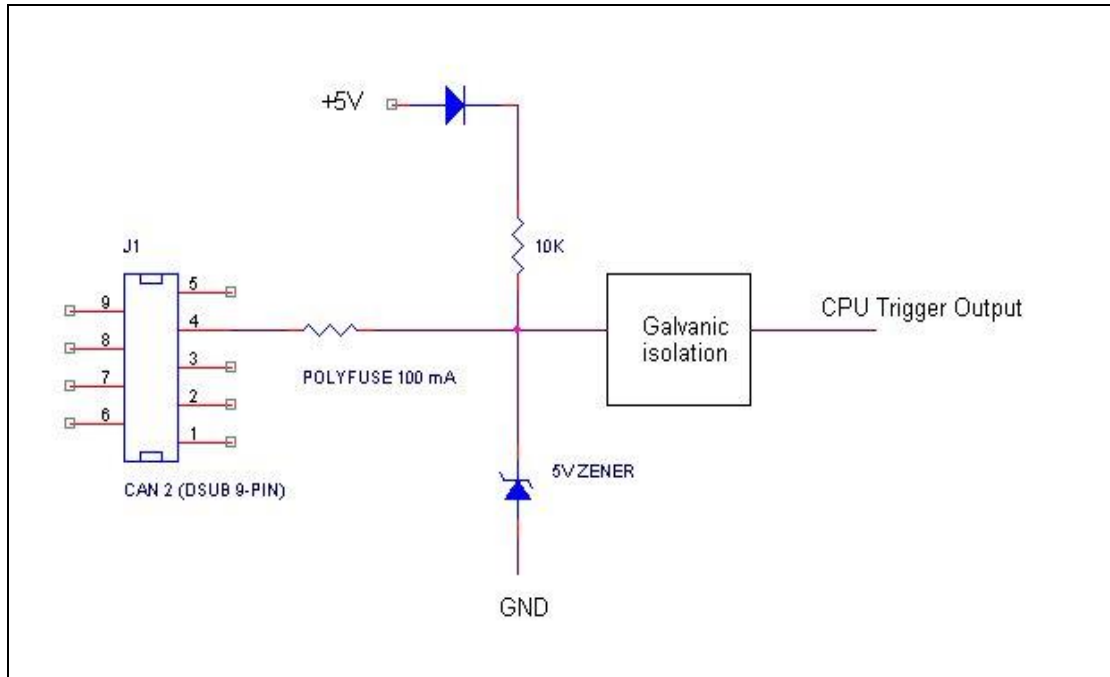 +5V
J1
10K
5
9
4
8
3
7
2
6
1
POLYFUSE 100 mA
Galvanic
isolation
CPU Trigger Output
CAN 2 (DSUB 9-PIN)
5V ZENER
GND